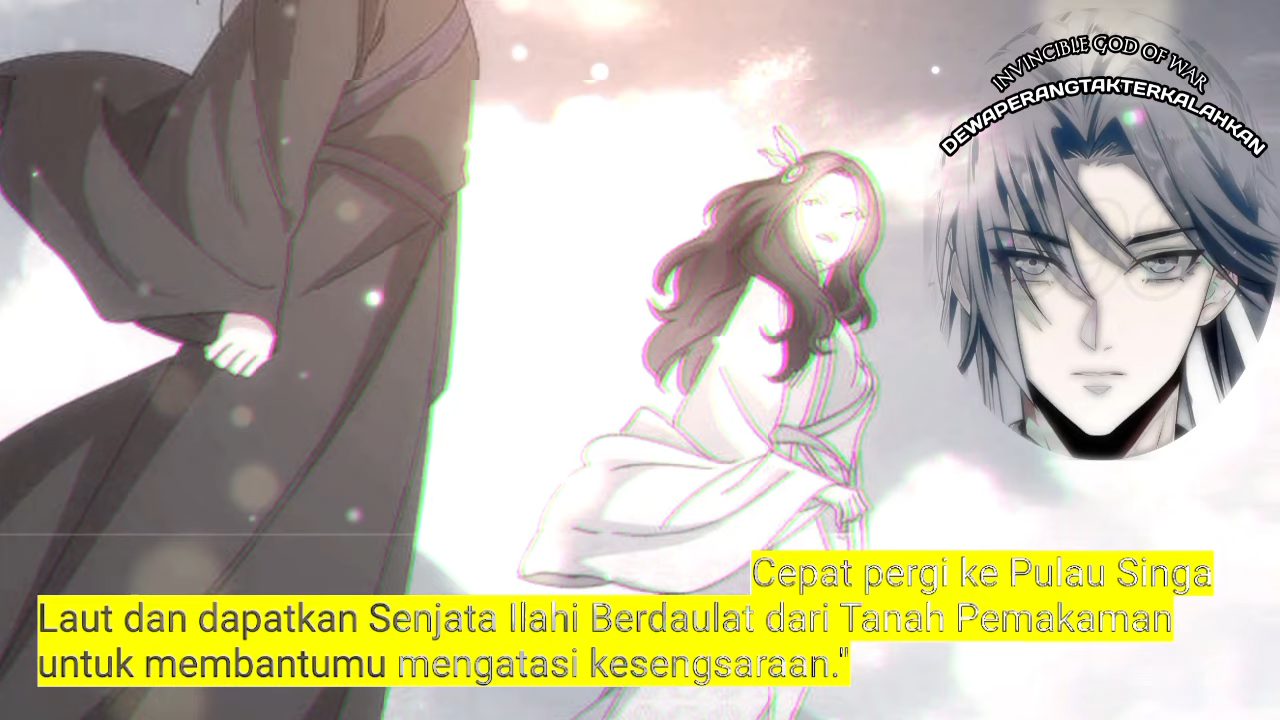 INVINCIBLE GOD OF WAR
DEWAPERANGTAKTERKALAHKAN
Cepat pergi ke Pulau Singa
Laut dan dapatkan Senjata Ilahi Berdaulat dari Tanah Pemakaman
untuk membantumu mengatasi kesengsaraan."